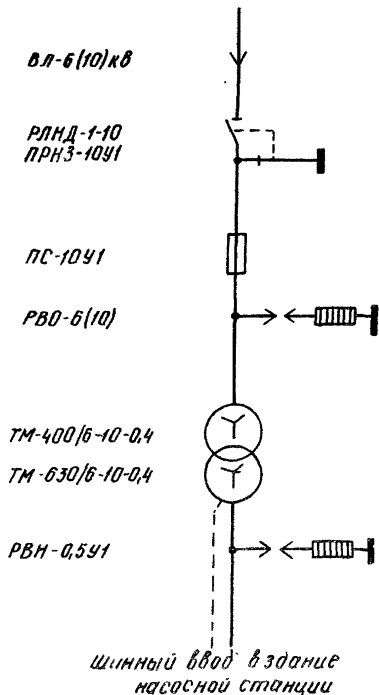 ВЛ-6(10)кв
РЛНД-1-10
ПРНЗ-10У1
ПС-10У1
РВО-6(10)
ТМ-400/6-10-0,4
ТМ-630/6-10-0,4
РВН-0,5У1
Шинный ввод в здание
насосной станции